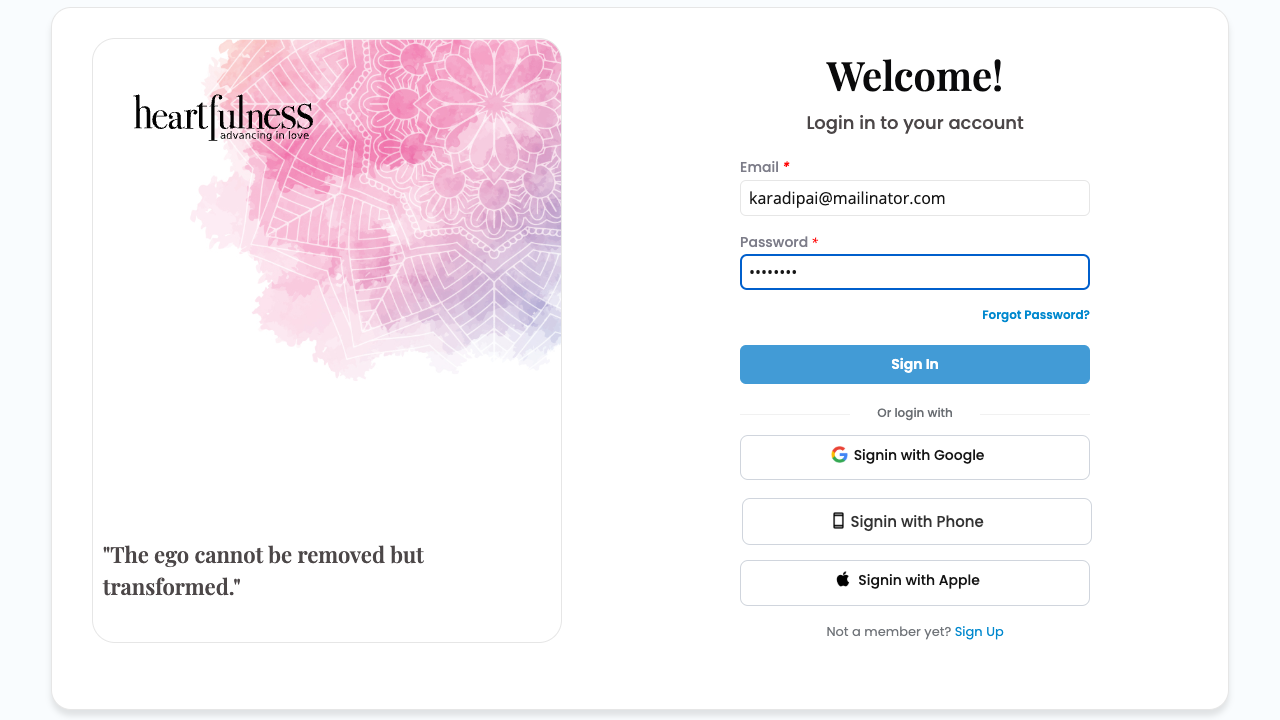 heartfulness
advancing in love
"The ego cannot be removed but
transformed."
Welcome!
Login in to your account
Email *
karadipai@mailinator.com
Password *
••••••••
Forgot Password?
Sign In
Or login with
Signin with Google
Signin with Phone
Signin with Apple
Not a member yet? Sign Up